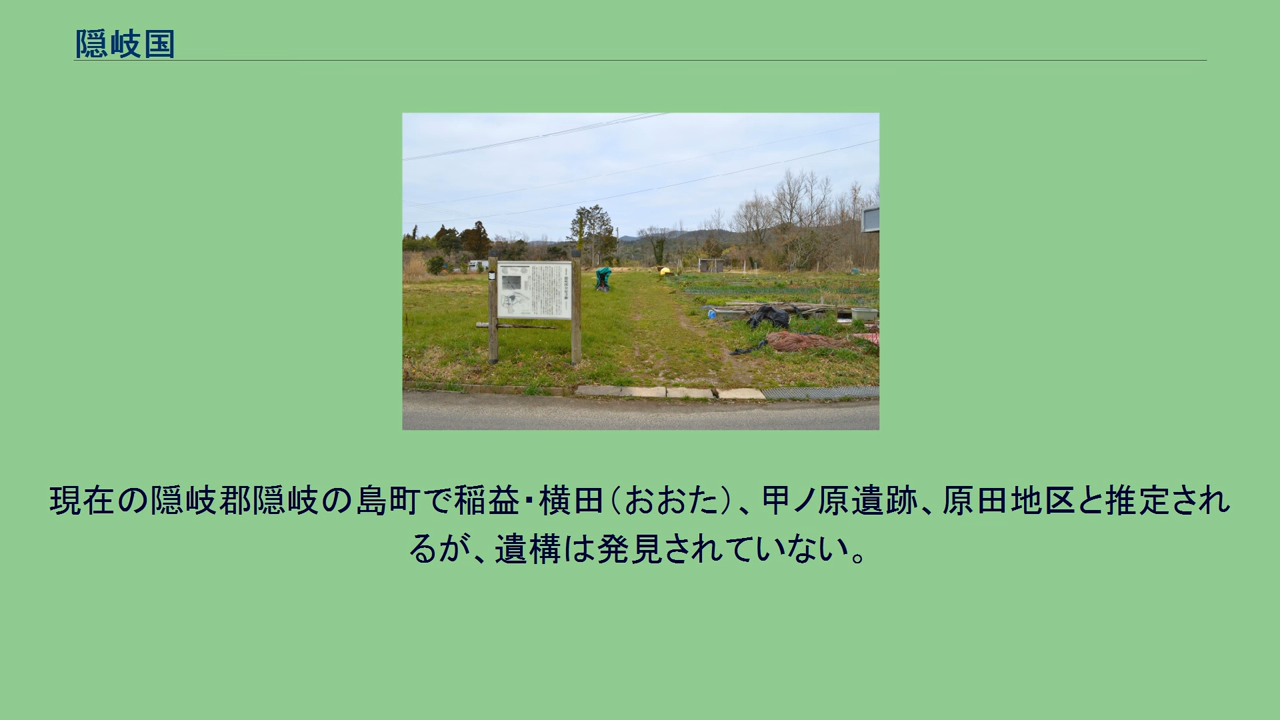 隠岐国
現在の隠岐郡隠岐の島町で稲益・横田（おおた）、甲ノ原遺跡、原田地区と推定され
るが、遺構は発見されていない。